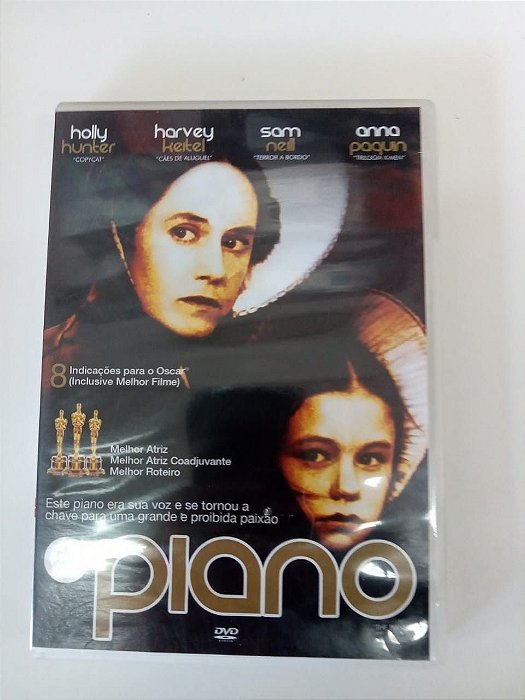 holly hunter
"COPYCAT"
harvey keitel
"CÃES DE ALUGUEL"
sam neill
"TERROR A BORDO"
anna paquin
8 Indicações para o Oscar
(Inclusive Melhor Filme)
Melhor Atriz
Melhor Atriz Coadjuvante
Melhor Roteiro
Este piano era sua voz e se tornou a
chave para uma grande e proibida paixão
o piano
DVD